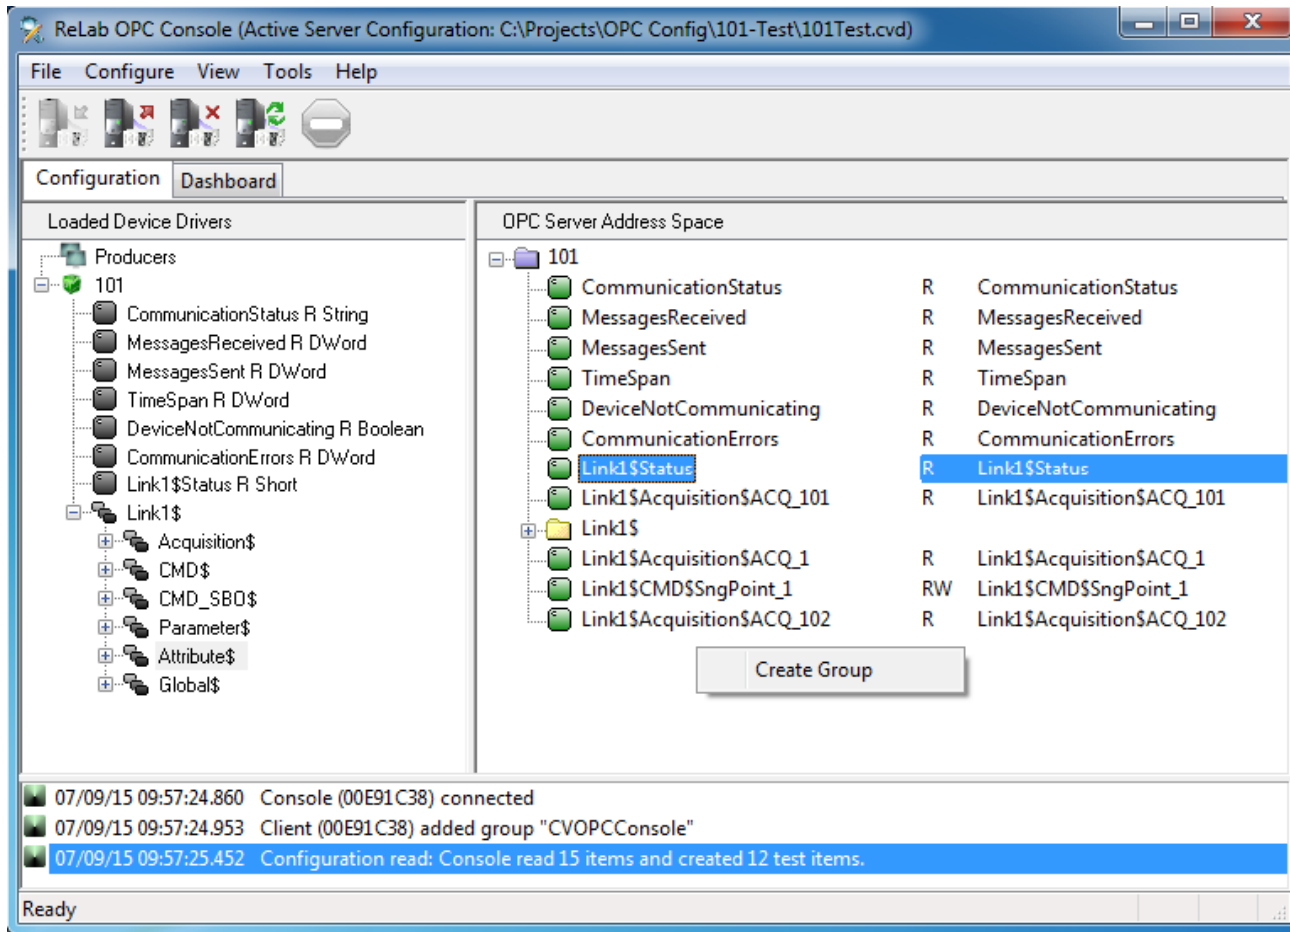 ReLab OPC Console (Active Server Configuration: C:\Projects\OPC Config\101-Test\101Test.cvd)
File Configure View Tools Help
Configuration Dashboard
Loaded Device Drivers
Producers
101
CommunicationStatus R String
MessagesReceived R DWord
MessagesSent R DWord
TimeSpan R DWord
DeviceNotCommunicating R Boolean
CommunicationErrors R DWord
Link1$Status R Short
Link1$
Acquisition$
CMD$
CMD_SBO$
Parameter$
Attribute$
Global$
OPC Server Address Space
101
CommunicationStatus R CommunicationStatus
MessagesReceived R MessagesReceived
MessagesSent R MessagesSent
TimeSpan R TimeSpan
DeviceNotCommunicating R DeviceNotCommunicating
CommunicationErrors R CommunicationErrors
Link1$Status R Link1$Status
Link1$Acquisition$ACQ_101 R Link1$Acquisition$ACQ_101
Link1$
Link1$Acquisition$ACQ_1 R Link1$Acquisition$ACQ_1
Link1$CMD$SngPoint_1 RW Link1$CMD$SngPoint_1
Link1$Acquisition$ACQ_102 R Link1$Acquisition$ACQ_102
Create Group
07/09/15 09:57:24.860 Console (00E91C38) connected
07/09/15 09:57:24.953 Client (00E91C38) added group "CVOPCConsole"
07/09/15 09:57:25.452 Configuration read: Console read 15 items and created 12 test items.
Ready